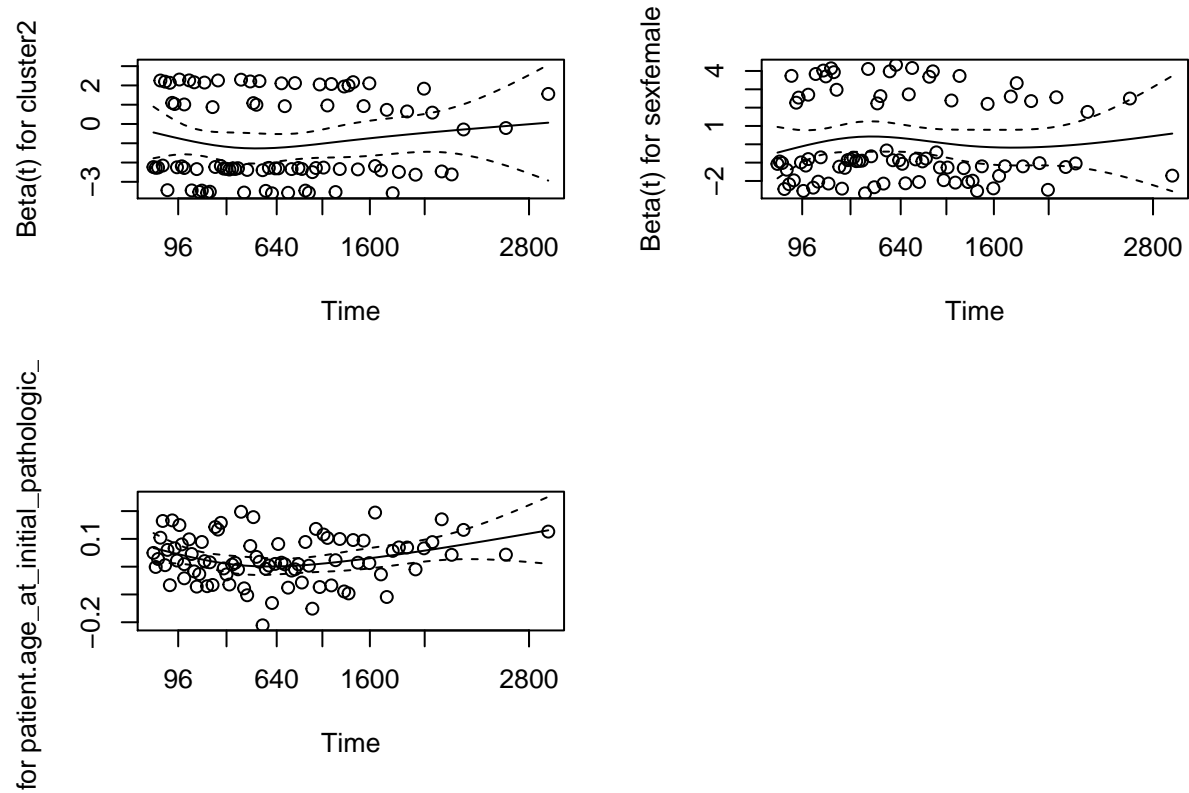 Beta(t) for cluster2
2
0
−3
96 640 1600 2800
Time
Beta(t) for sexfemale
4
1
−2
96 640 1600 2800
Time
for patient.age_at_initial_pathologic_
0.1
−0.2
96 640 1600 2800
Time